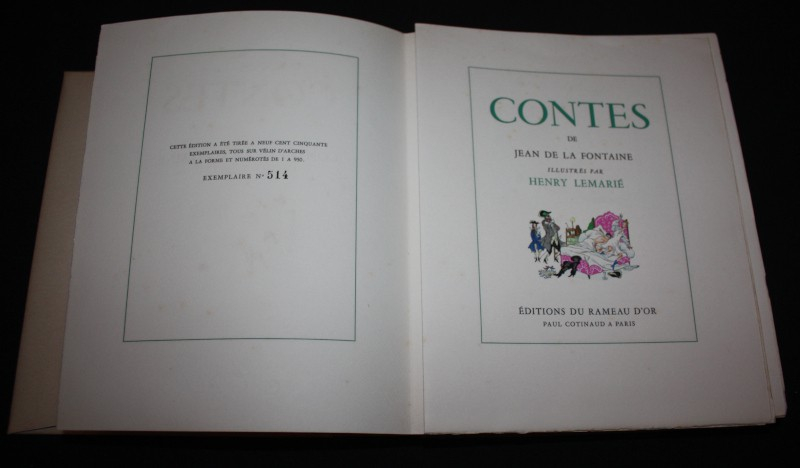 CETTE ÉDITION A ÉTÉ TIRÉE A NEUF CENT CINQUANTE
EXEMPLAIRES, TOUS SUR VÉLIN D'ARCHES
A LA FORME ET NUMÉROTÉS DE 1 A 950.
EXEMPLAIRE Nº 514
CONTES
DE
JEAN DE LA FONTAINE
ILLUSTRÉS PAR
HENRY LEMARIÉ
ÉDITIONS DU RAMEAU D'OR
PAUL COTINAUD A PARIS